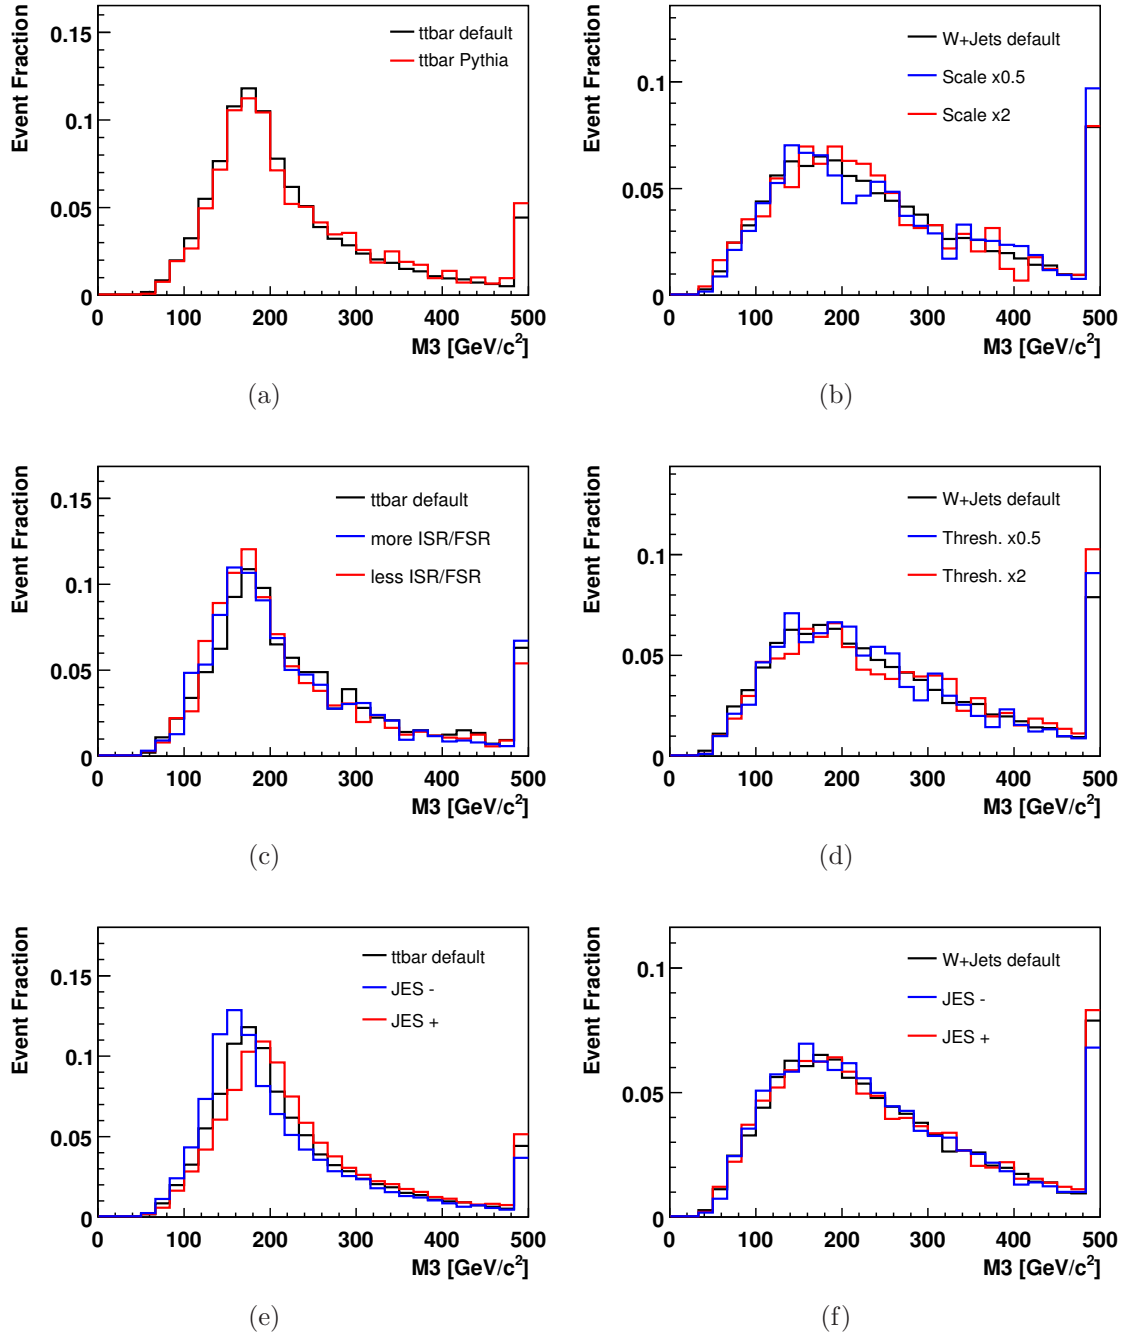 Event Fraction
0.15
0.1
0.05
0
ttbar default
ttbar Pythia
0 100 200 300 400 500
M3 [GeV/c²]
(a)
Event Fraction
0.1
0.05
0
W+Jets default
Scale x0.5
Scale x2
0 100 200 300 400 500
M3 [GeV/c²]
(b)
Event Fraction
0.15
0.1
0.05
0
ttbar default
more ISR/FSR
less ISR/FSR
0 100 200 300 400 500
M3 [GeV/c²]
(c)
Event Fraction
0.1
0.05
0
W+Jets default
Thresh. x0.5
Thresh. x2
0 100 200 300 400 500
M3 [GeV/c²]
(d)
Event Fraction
0.15
0.1
0.05
0
ttbar default
JES -
JES +
0 100 200 300 400 500
M3 [GeV/c²]
(e)
Event Fraction
0.1
0.05
0
W+Jets default
JES -
JES +
0 100 200 300 400 500
M3 [GeV/c²]
(f)